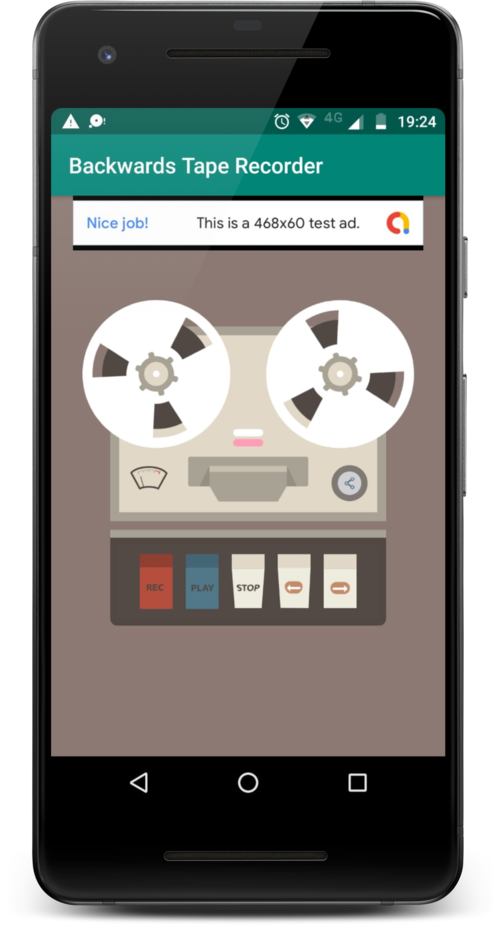 4G 19:24
Backwards Tape Recorder
Nice job! This is a 468x60 test ad.
REC PLAY STOP